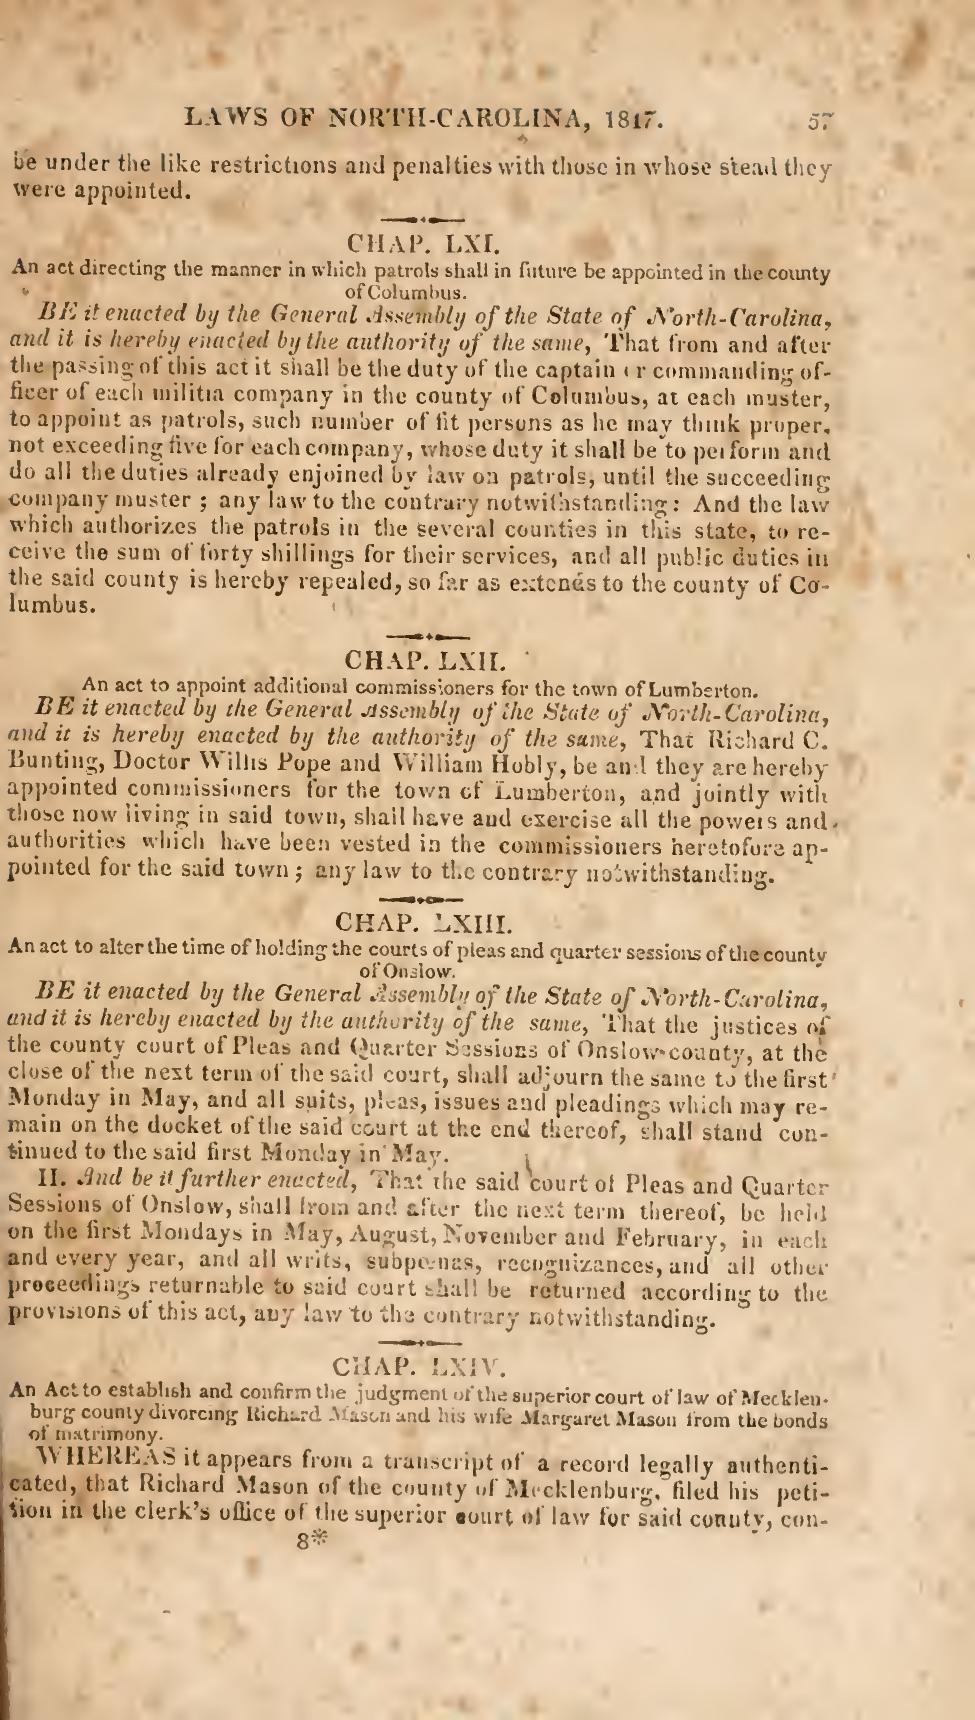 LAWS OF NORTH-CAROLINA, 1817. 57
be under the like restrictions and penalties with those in whose stead they
were appointed.
CHAP. LXI.
An act directing the manner in which patrols shall in future be appointed in the county
of Columbus.
BE it enacted by the General Assembly of the State of North-Carolina,
and it is hereby enacted by the authority of the same, That from and after
the passing of this act it shall be the duty of the captain or commanding of-
ficer of each militia company in the county of Columbus, at each muster,
to appoint as patrols, such number of fit persons as he may think proper,
not exceeding five for each company, whose duty it shall be to perform and
do all the duties already enjoined by law on patrols, until the succeeding
company muster ; any law to the contrary notwithstanding : And the law
which authorizes the patrols in the several counties in this state, to re-
ceive the sum of forty shillings for their services, and all public duties in
the said county is hereby repealed, so far as extends to the county of Co-
lumbus.
CHAP. LXII.
An act to appoint additional commissioners for the town of Lumberton.
BE it enacted by the General Assembly of the State of North-Carolina,
and it is hereby enacted by the authority of the same, That Richard C.
Bunting, Doctor Willis Pope and William Hobly, be and they are hereby
appointed commissioners for the town of Lumberton, and jointly with
those now living in said town, shall have and exercise all the powers and
authorities which have been vested in the commissioners heretofore ap-
pointed for the said town ; any law to the contrary notwithstanding.
CHAP. LXIII.
An act to alter the time of holding the courts of pleas and quarter sessions of the county
of Onslow.
BE it enacted by the General Assembly of the State of North-Carolina,
and it is hereby enacted by the authority of the same, That the justices of
the county court of Pleas and Quarter Sessions of Onslow-county, at the
close of the next term of the said court, shall adjourn the same to the first
Monday in May, and all suits, pleas, issues and pleadings which may re-
main on the docket of the said court at the end thereof, shall stand con-
tinued to the said first Monday in May.
II. And be it further enacted, That the said court of Pleas and Quarter
Sessions of Onslow, shall from and after the next term thereof, be held
on the first Mondays in May, August, November and February, in each
and every year, and all writs, subpœnas, recognizances, and all other
proceedings returnable to said court shall be returned according to the
provisions of this act, any law to the contrary notwithstanding.
CHAP. LXIV.
An Act to establish and confirm the judgment of the superior court of law of Mecklen-
burg county divorcing Richard Mason and his wife Margaret Mason from the bonds
of matrimony.
WHEREAS it appears from a transcript of a record legally authenti-
cated, that Richard Mason of the county of Mecklenburg, filed his peti-
tion in the clerk's office of the superior court of law for said county, con-
8*